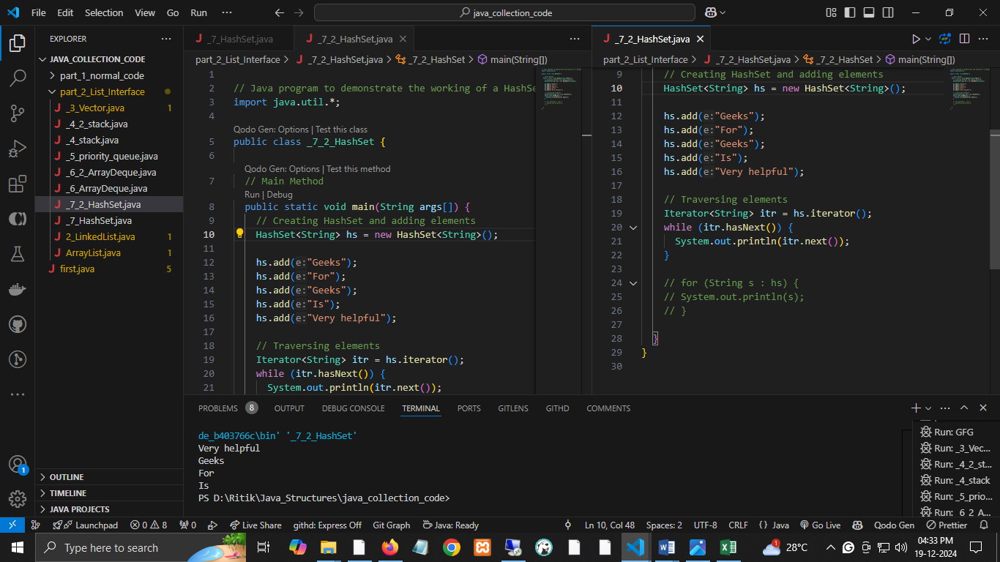 File Edit Selection View Go Run ··· java_collection_code
EXPLORER
JAVA_COLLECTION_CODE
part_1_normal_code
part_2_List_Interface
_3_Vector.java 1
_4_2_stack.java
_4_stack.java
_5_priority_queue.java
_6_2_ArrayDeque.java
_6_ArrayDeque.java
_7_2_HashSet.java
_7_HashSet.java
2_LinkedList.java 1
ArrayList.java 1
first.java 5
OUTLINE
TIMELINE
JAVA PROJECTS
1
_7_HashSet.java _7_2_HashSet.java
part_2_List_Interface > _7_2_HashSet.java > _7_2_HashSet > main(String[])
1
2 // Java program to demonstrate the working of a HashSe
3 import java.util.*;
4
Qodo Gen: Options | Test this class
5 public class _7_2_HashSet {
6
Qodo Gen: Options | Test this method
7 // Main Method
Run | Debug
8 public static void main(String args[]) {
9 // Creating HashSet and adding elements
10 HashSet<String> hs = new HashSet<String>();
11
12 hs.add(e:"Geeks");
13 hs.add(e:"For");
14 hs.add(e:"Geeks");
15 hs.add(e:"Is");
16 hs.add(e:"Very helpful");
17
18 // Traversing elements
19 Iterator<String> itr = hs.iterator();
20 while (itr.hasNext()) {
21 System.out.println(itr.next());
_7_2_HashSet.java
part_2_List_Interface > _7_2_HashSet.java > _7_2_HashSet > main(String[])
9 // Creating HashSet and adding elements
10 HashSet<String> hs = new HashSet<String>();
11
12 hs.add(e:"Geeks");
13 hs.add(e:"For");
14 hs.add(e:"Geeks");
15 hs.add(e:"Is");
16 hs.add(e:"Very helpful");
17
18 // Traversing elements
19 Iterator<String> itr = hs.iterator();
20 while (itr.hasNext()) {
21 System.out.println(itr.next());
22 }
23
24 // for (String s : hs) {
25 // System.out.println(s);
26 // }
27
28 }
29 }
30
PROBLEMS 8 OUTPUT DEBUG CONSOLE TERMINAL PORTS GITLENS GITHD COMMENTS
de_b403766c\bin' '_7_2_HashSet'
Very helpful
Geeks
For
Is
PS D:\Ritik\Java_Structures\java_collection_code>
Run: GFG
Run: _3_Vec...
Run: _4_2_st...
Run: _4_stack
Run: _5_prio...
Run: _6_2_A...
Launchpad 0 8 0 Live Share githd: Express Off Git Graph Java: Ready Ln 10, Col 48 Spaces: 2 UTF-8 CRLF {} Java Go Live Qodo Gen Prettier
Type here to search 1 28°C 04:33 PM
19-12-2024